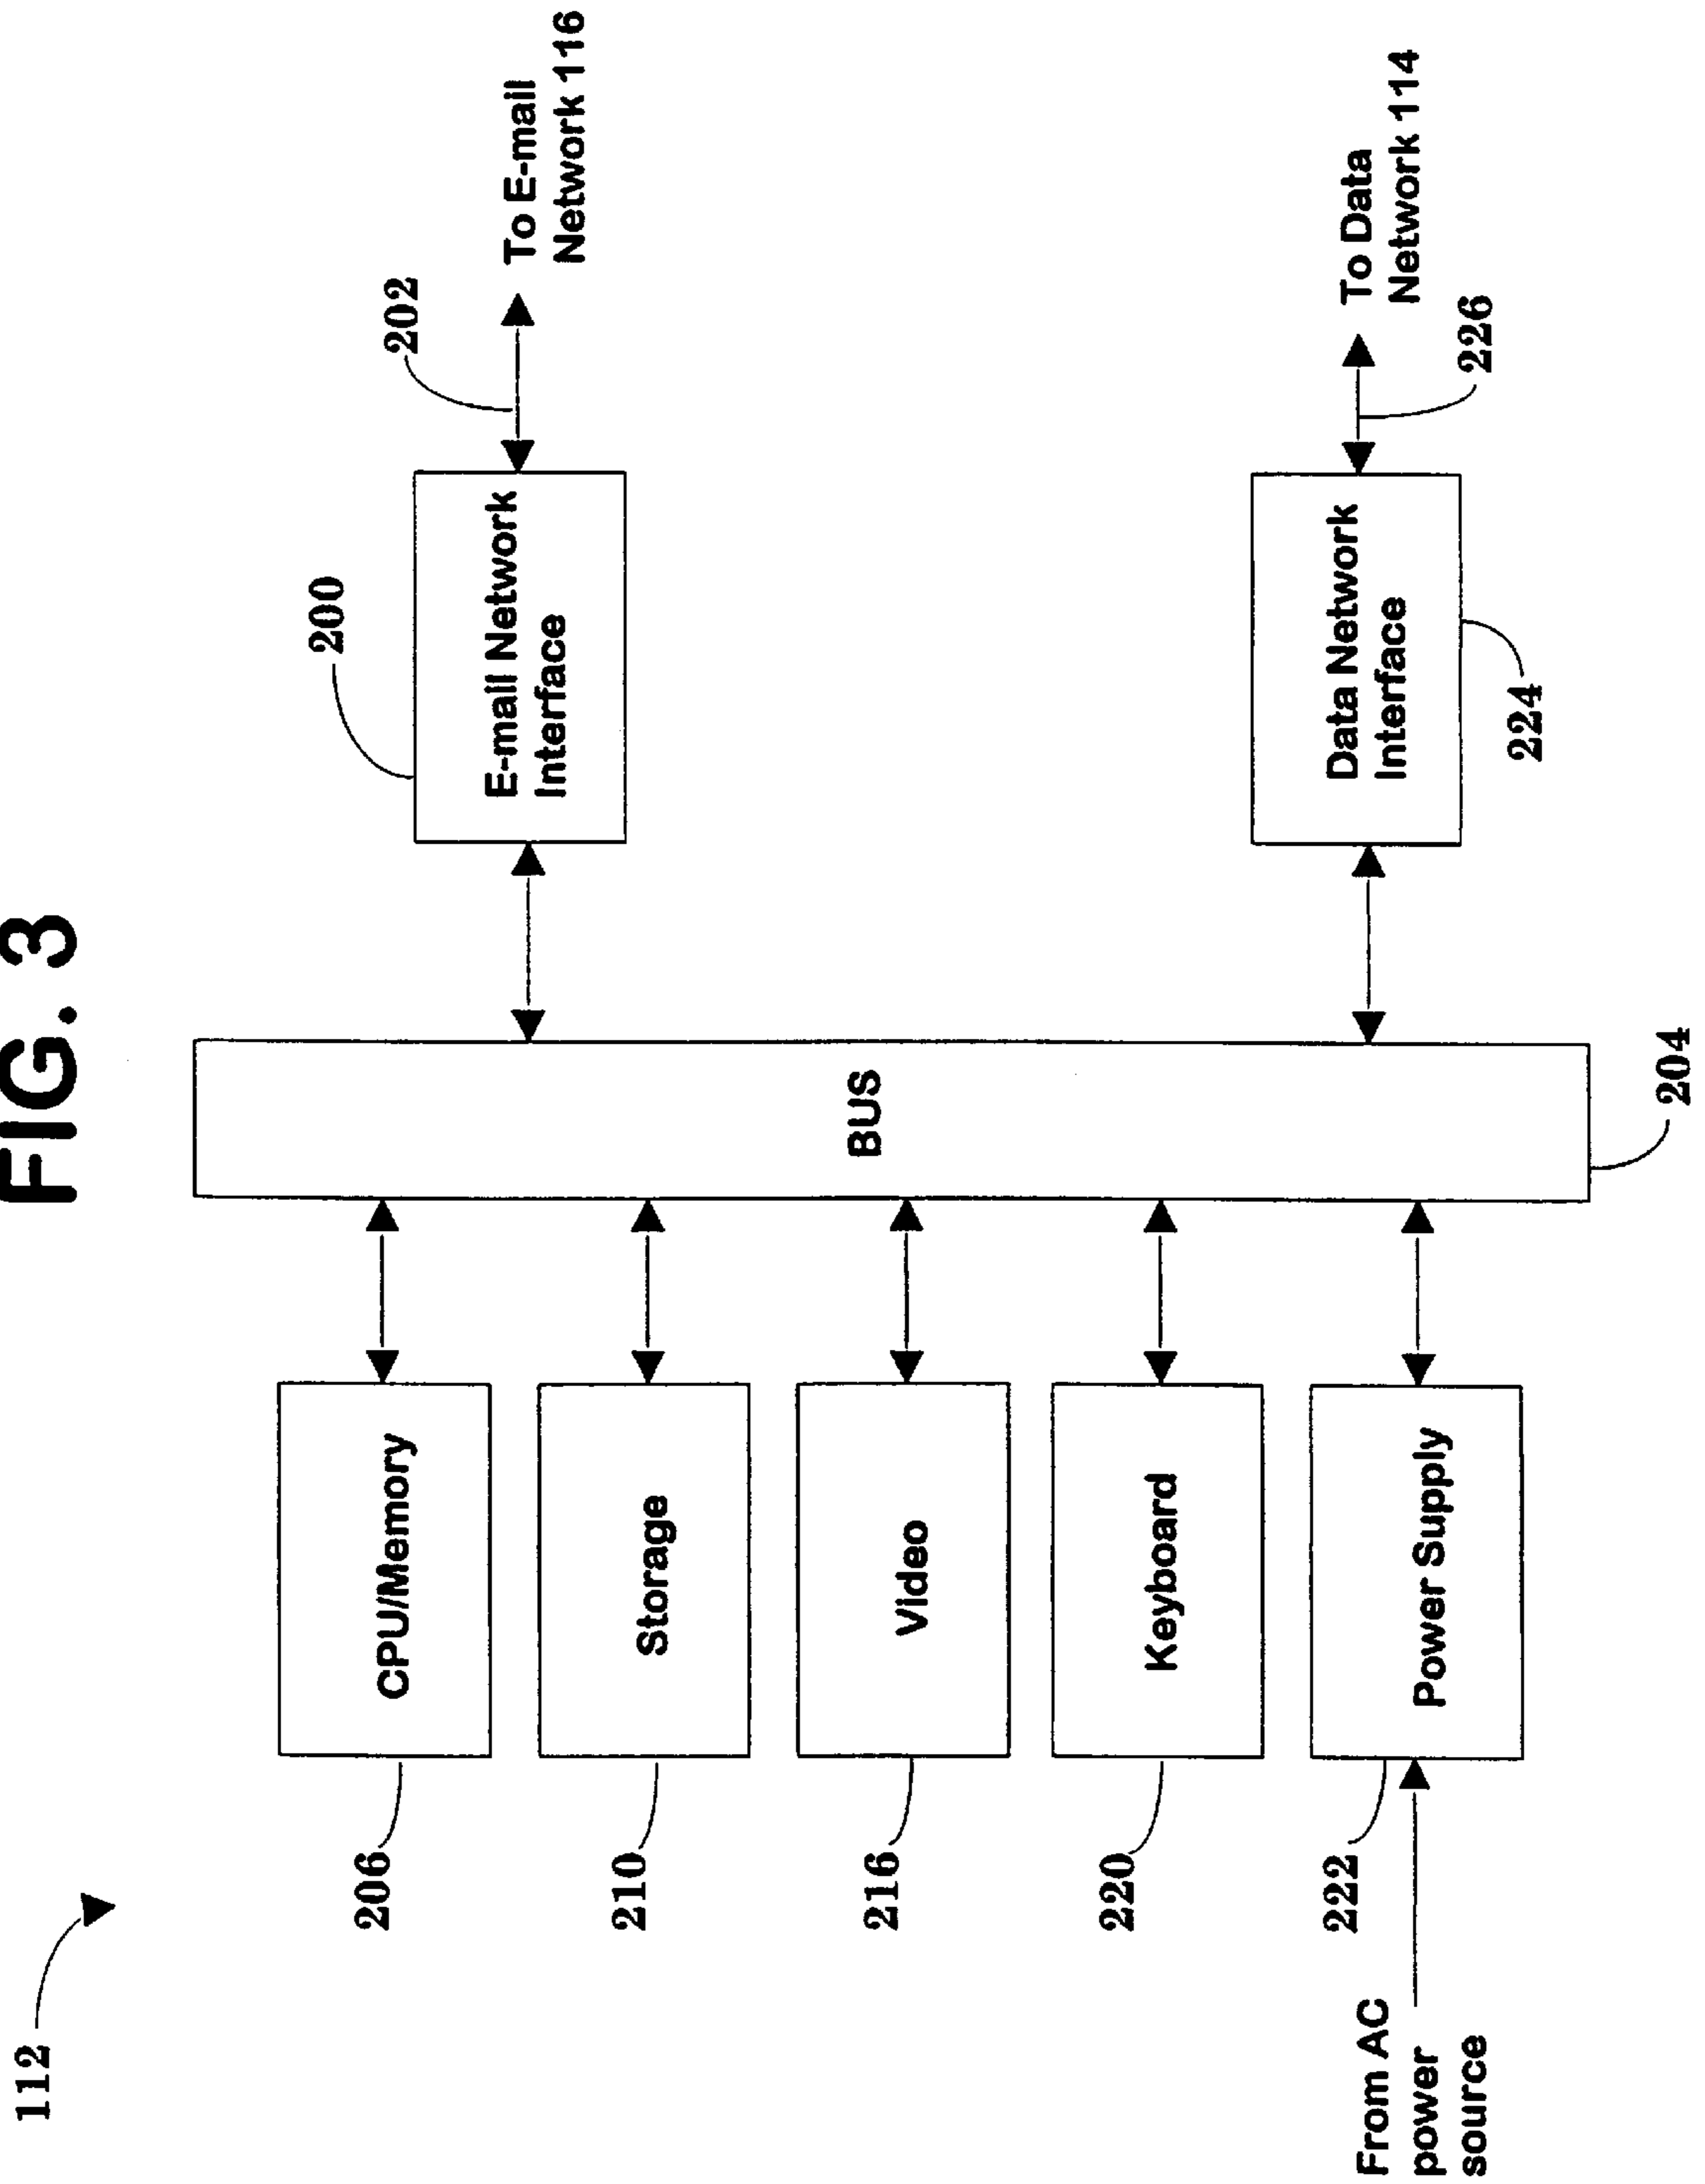 FIG. 3
112
206
CPU/Memory
210
Storage
216
Video
220
Keyboard
222
Power Supply
From AC
power
source
BUS
204
200
E-mail Network
Interface
202
To E-mail
Network 116
Data Network
Interface
224
226
To Data
Network 114